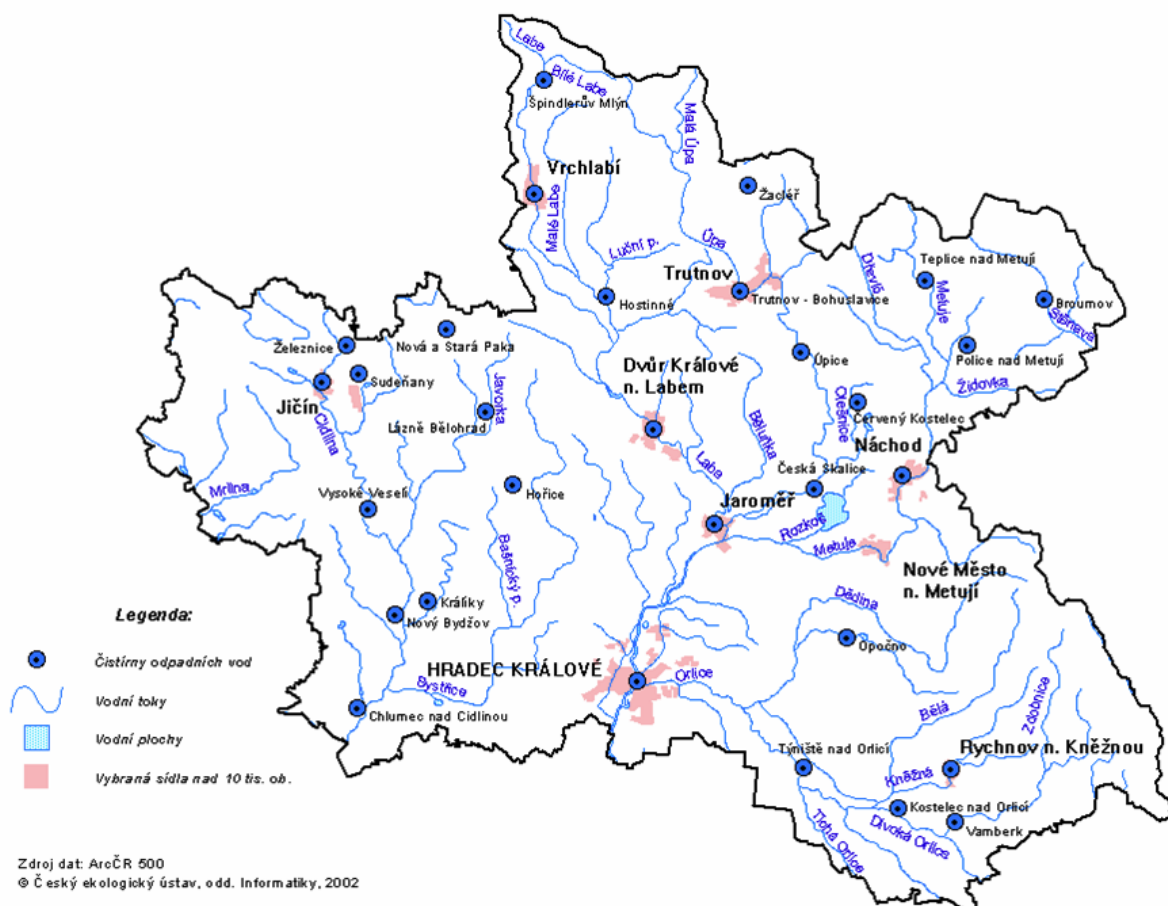 Labe
Bílé Labe
Špindlerův Mlýn
Malá Úpa
Vrchlabí
Žacléř
Malé Labe
Luční p.
Úpa
Dřevíč
Teplice nad Metují
Trutnov
Metuje
Hostinné
Trutnov - Bohuslavice
Broumov
Stěnava
Nová a Stará Paka
Železnice
Úpice
Police nad Metují
Dvůr Králové
n. Labem
Sudeňany
Javorka
Židovka
Jičín
Olešnice
Červený Kostelec
Lázně Bělohrad
Cidlina
Běluňka
Náchod
Labe
Česká Skalice
Mrlina
Vysoké Veselí
Hořice
Jaroměř
Rozkoš
Metuje
Bašnický p.
Nové Město
n. Metují
Dědina
Králíky
Nový Bydžov
Opočno
HRADEC KRÁLOVÉ
Orlice
Bystřice
Chlumec nad Cidlinou
Bělá
Zdobnice
Týniště nad Orlicí
Rychnov n. Kněžnou
Kněžná
Kostelec nad Orlicí
Divoká Orlice
Vamberk
Tichá Orlice
Legenda:
Čistírny odpadních vod
Vodní toky
Vodní plochy
Vybraná sídla nad 10 tis. ob.
Zdroj dat: ArcČR 500
© Český ekologický ústav, odd. Informatiky, 2002